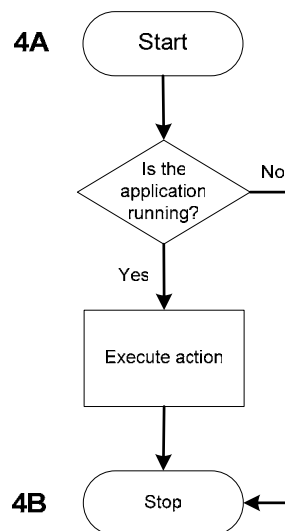 4A
Start
Is the
application
running?
No
Yes
Execute action
4B
Stop